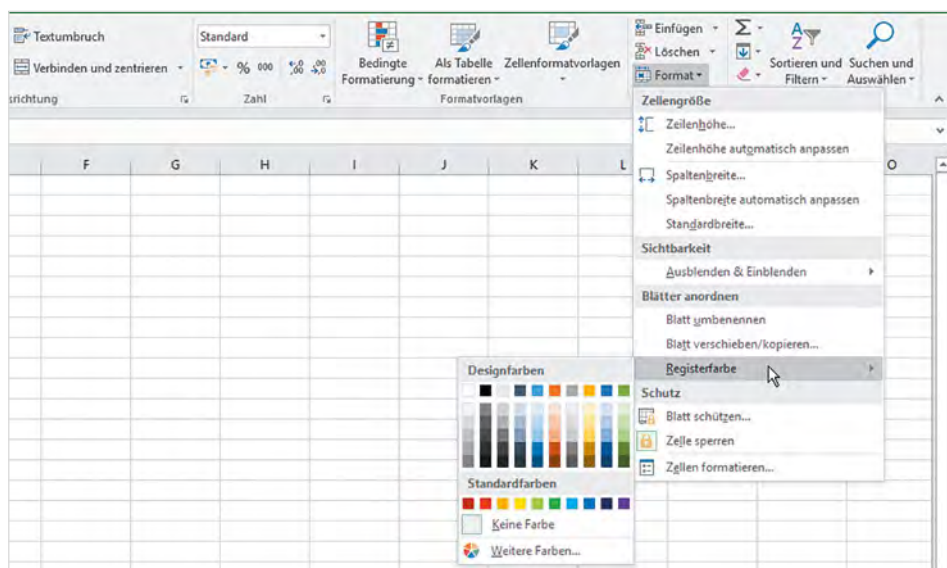 Textumbruch
Standard
Verbinden und zentrieren
% 000
,00
Bedingte
Formatierung
Als Tabelle
formatieren
Zellenformatvorlagen
Einfügen
Löschen
Format
Σ
Sortieren und
Filtern
Suchen und
Auswählen
richtung
Zahl
Formatvorlagen
F G H I J K L O
Zellengröße
Zeilenhöhe...
Zeilenhöhe automatisch anpassen
Spaltenbreite...
Spaltenbreite automatisch anpassen
Standardbreite...
Sichtbarkeit
Ausblenden & Einblenden
Blätter anordnen
Blatt umbenennen
Blatt verschieben/kopieren...
Registerfarbe
Schutz
Blatt schützen...
Zelle sperren
Zellen formatieren...
Designfarben
Standardfarben
Keine Farbe
Weitere Farben...